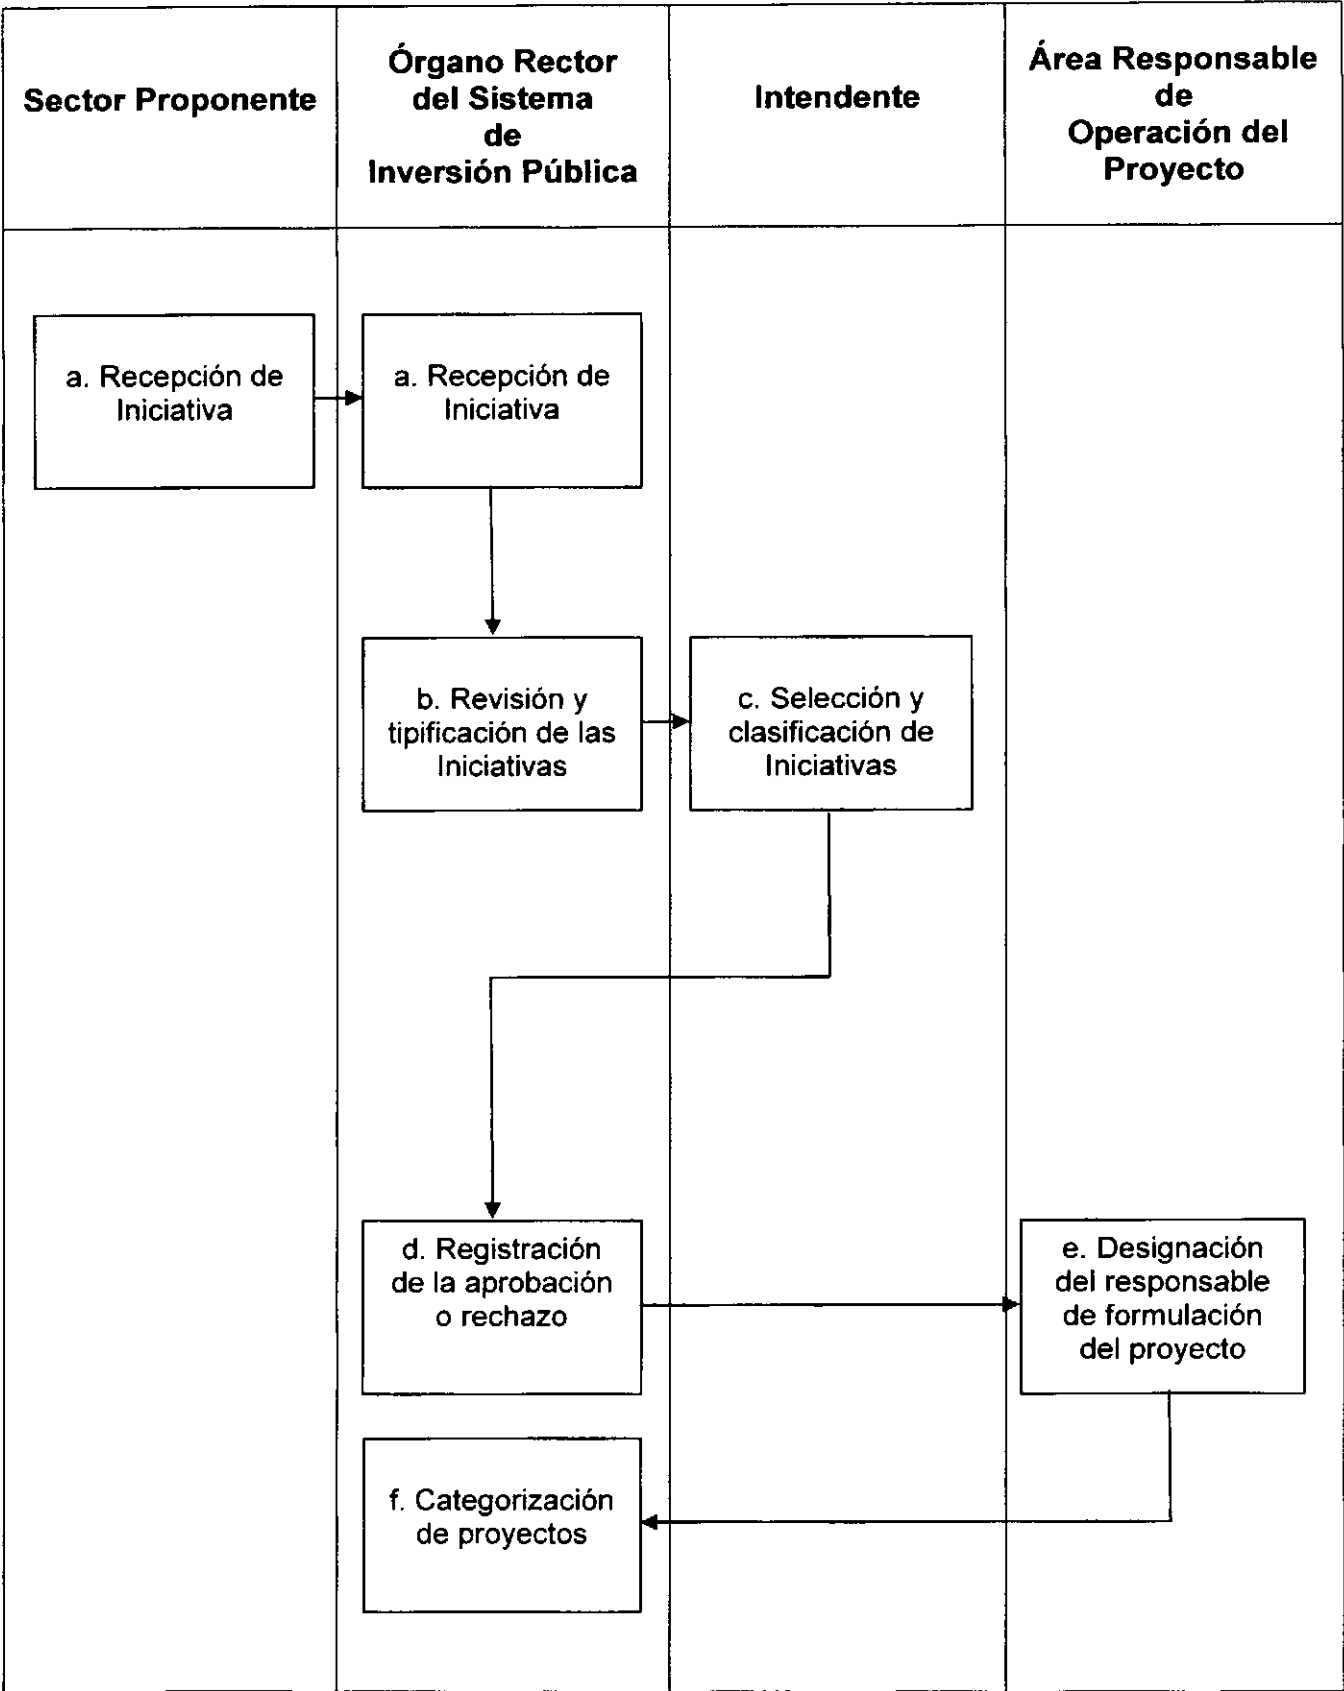 Sector Proponente
Órgano Rector
del Sistema
de
Inversión Pública
Intendente
Área Responsable
de
Operación del
Proyecto
a. Recepción de
Iniciativa
a. Recepción de
Iniciativa
b. Revisión y
tipificación de las
Iniciativas
c. Selección y
clasificación de
Iniciativas
d. Registración
de la aprobación
o rechazo
e. Designación
del responsable
de formulación
del proyecto
f. Categorización
de proyectos